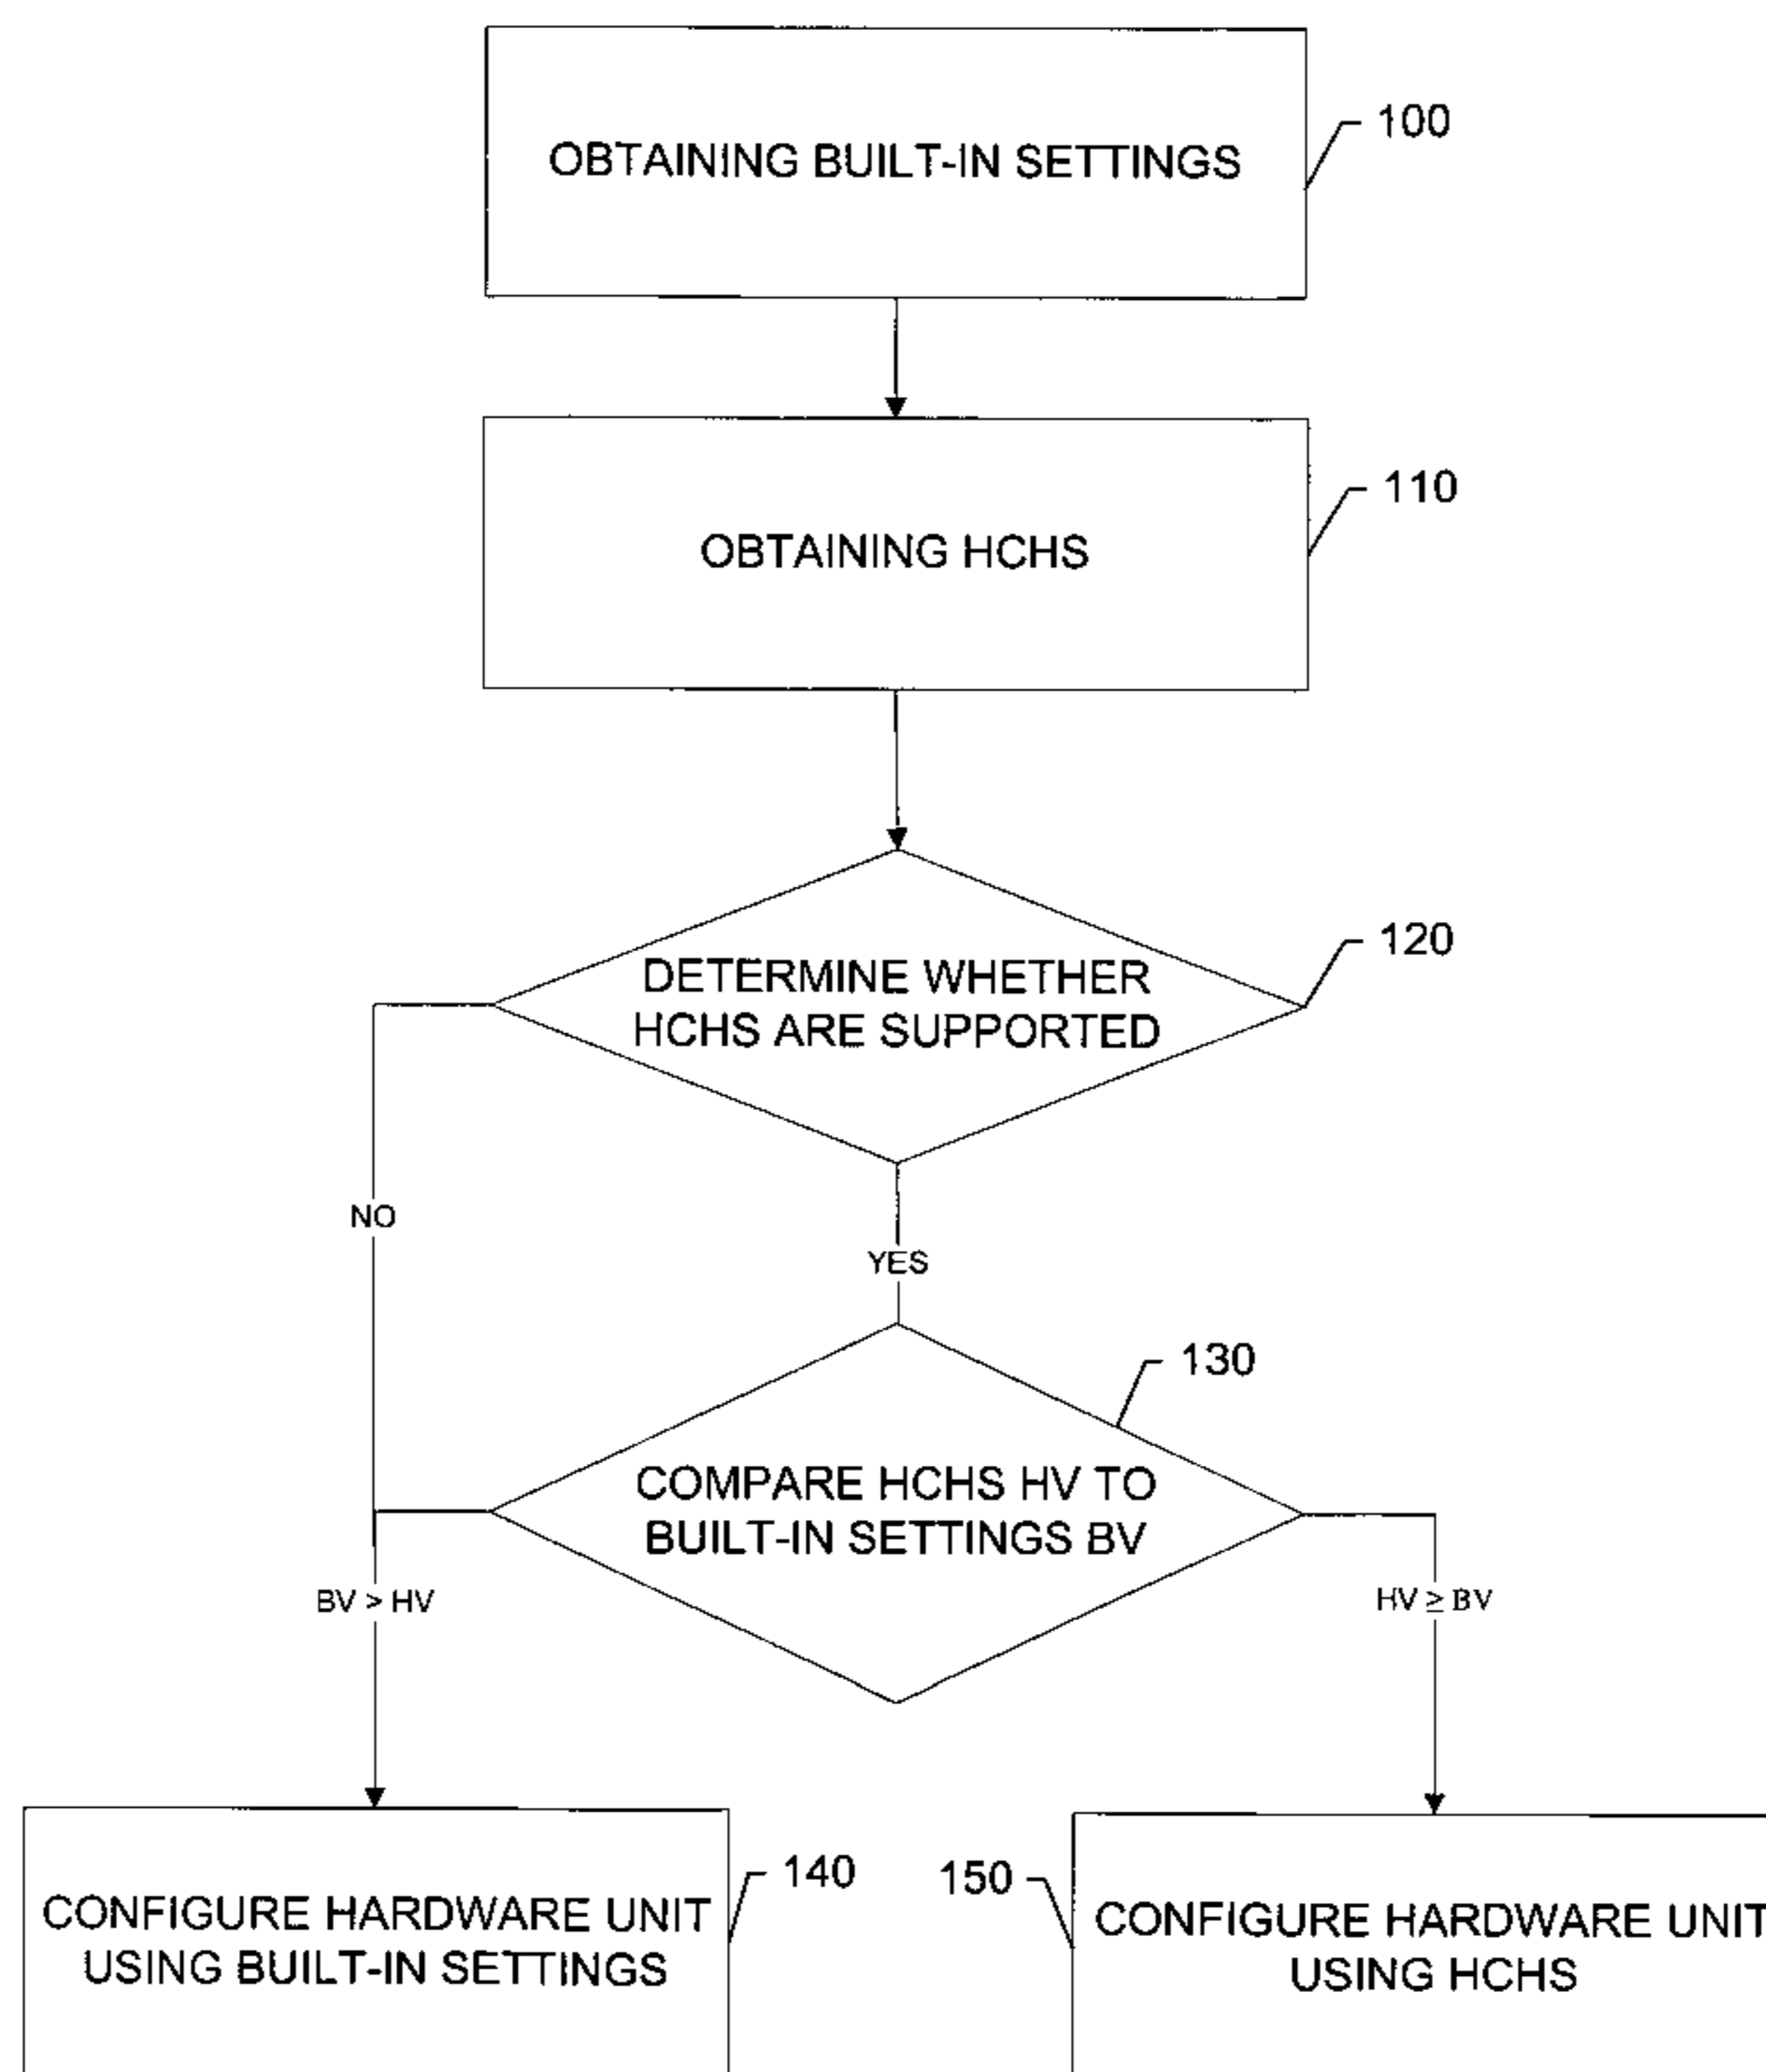 OBTAINING BUILT-IN SETTINGS
100
OBTAINING HCHS
110
DETERMINE WHETHER
HCHS ARE SUPPORTED
120
NO
YES
130
COMPARE HCHS HV TO
BUILT-IN SETTINGS BV
BV > HV
HV ≥ BV
CONFIGURE HARDWARE UNIT
USING BUILT-IN SETTINGS
140
150
CONFIGURE HARDWARE UNIT
USING HCHS